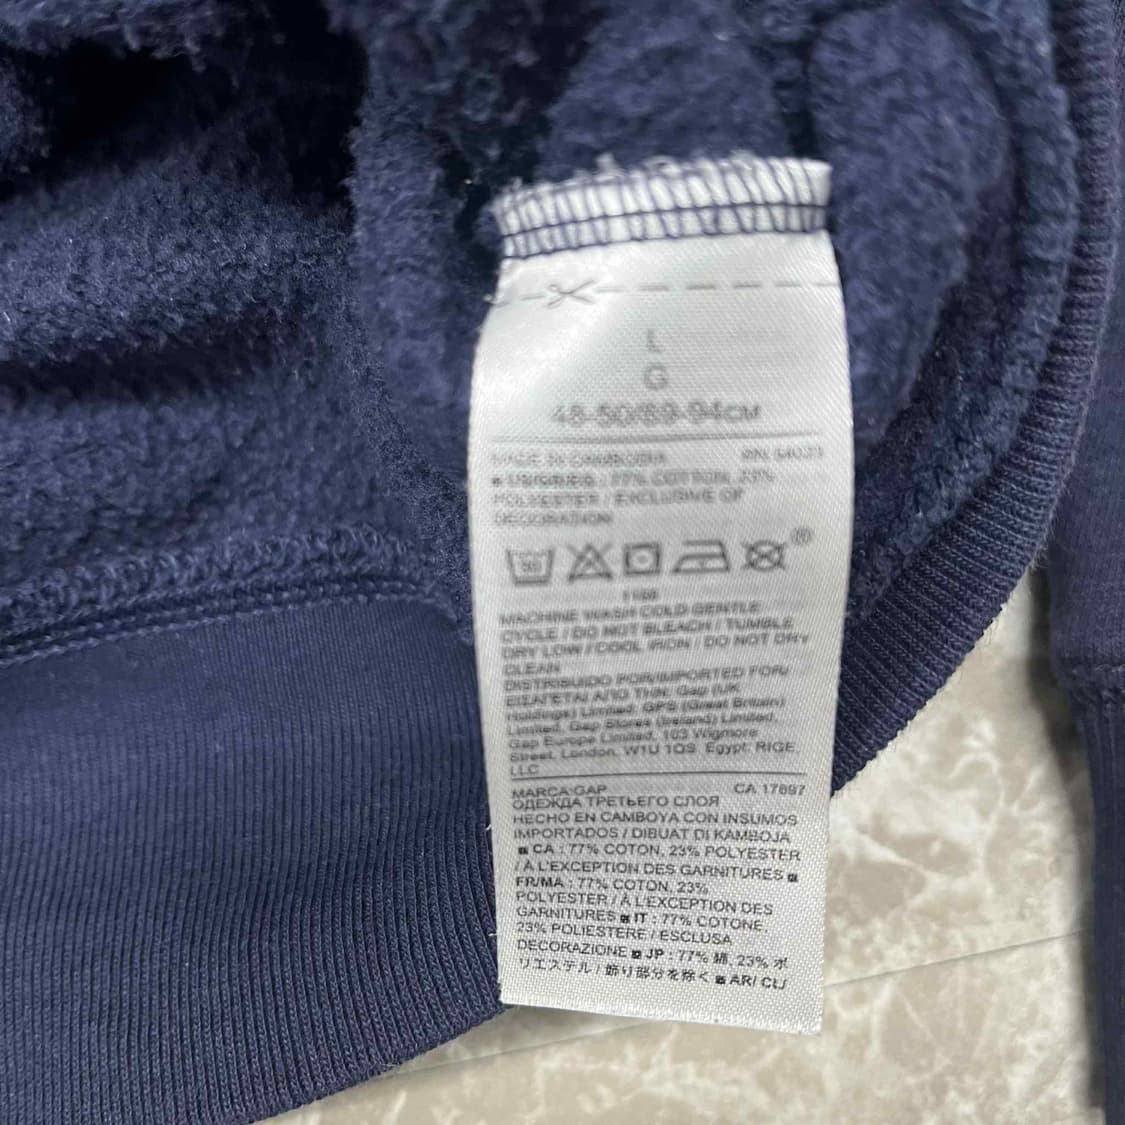 L
G
48-50/89-94см
MADE IN CAMBODIA
: 77% COTTON, 23%
POLYESTER / EXCLUSIVE OF
DECORATION
30
®
MACHINE WASH COLD GENTLE
CYCLE / DO NOT BLEACH / TUMBLE
DRY LOW / COOL IRON / DO NOT DRY
CLEAN
DISTRIBUIDO POR/IMPORTED FOR/
ΕΙΣΑΓΕΤΑΙ ΑΠΟ ΤΗΝ: Gap (UK
Holdings) Limited, GPS (Great Britain)
Limited, Gap Stores (Ireland) Limited,
Gap Europe Limited, 103 Wigmore
Street, London, W1U 1QS, Egypt, RIGE,
LLC
MARCA:GAP CA 17897
ОДЕЖДА ТРЕТЬЕГО СЛОЯ
HECHO EN CAMBOYA CON INSUMOS
IMPORTADOS / DIBUAT DI KAMBOJA
CA : 77% COTON, 23% POLYESTER
/ À L'EXCEPTION DES GARNITURES
FR/MA : 77% COTON, 23%
POLYESTER / À L'EXCEPTION DES
GARNITURES IT : 77% COTONE
23% POLIESTERE / ESCLUSA
DECORAZIONE JP : 77% 綿, 23% ポ
リエステル / 飾り部分を除く AR/